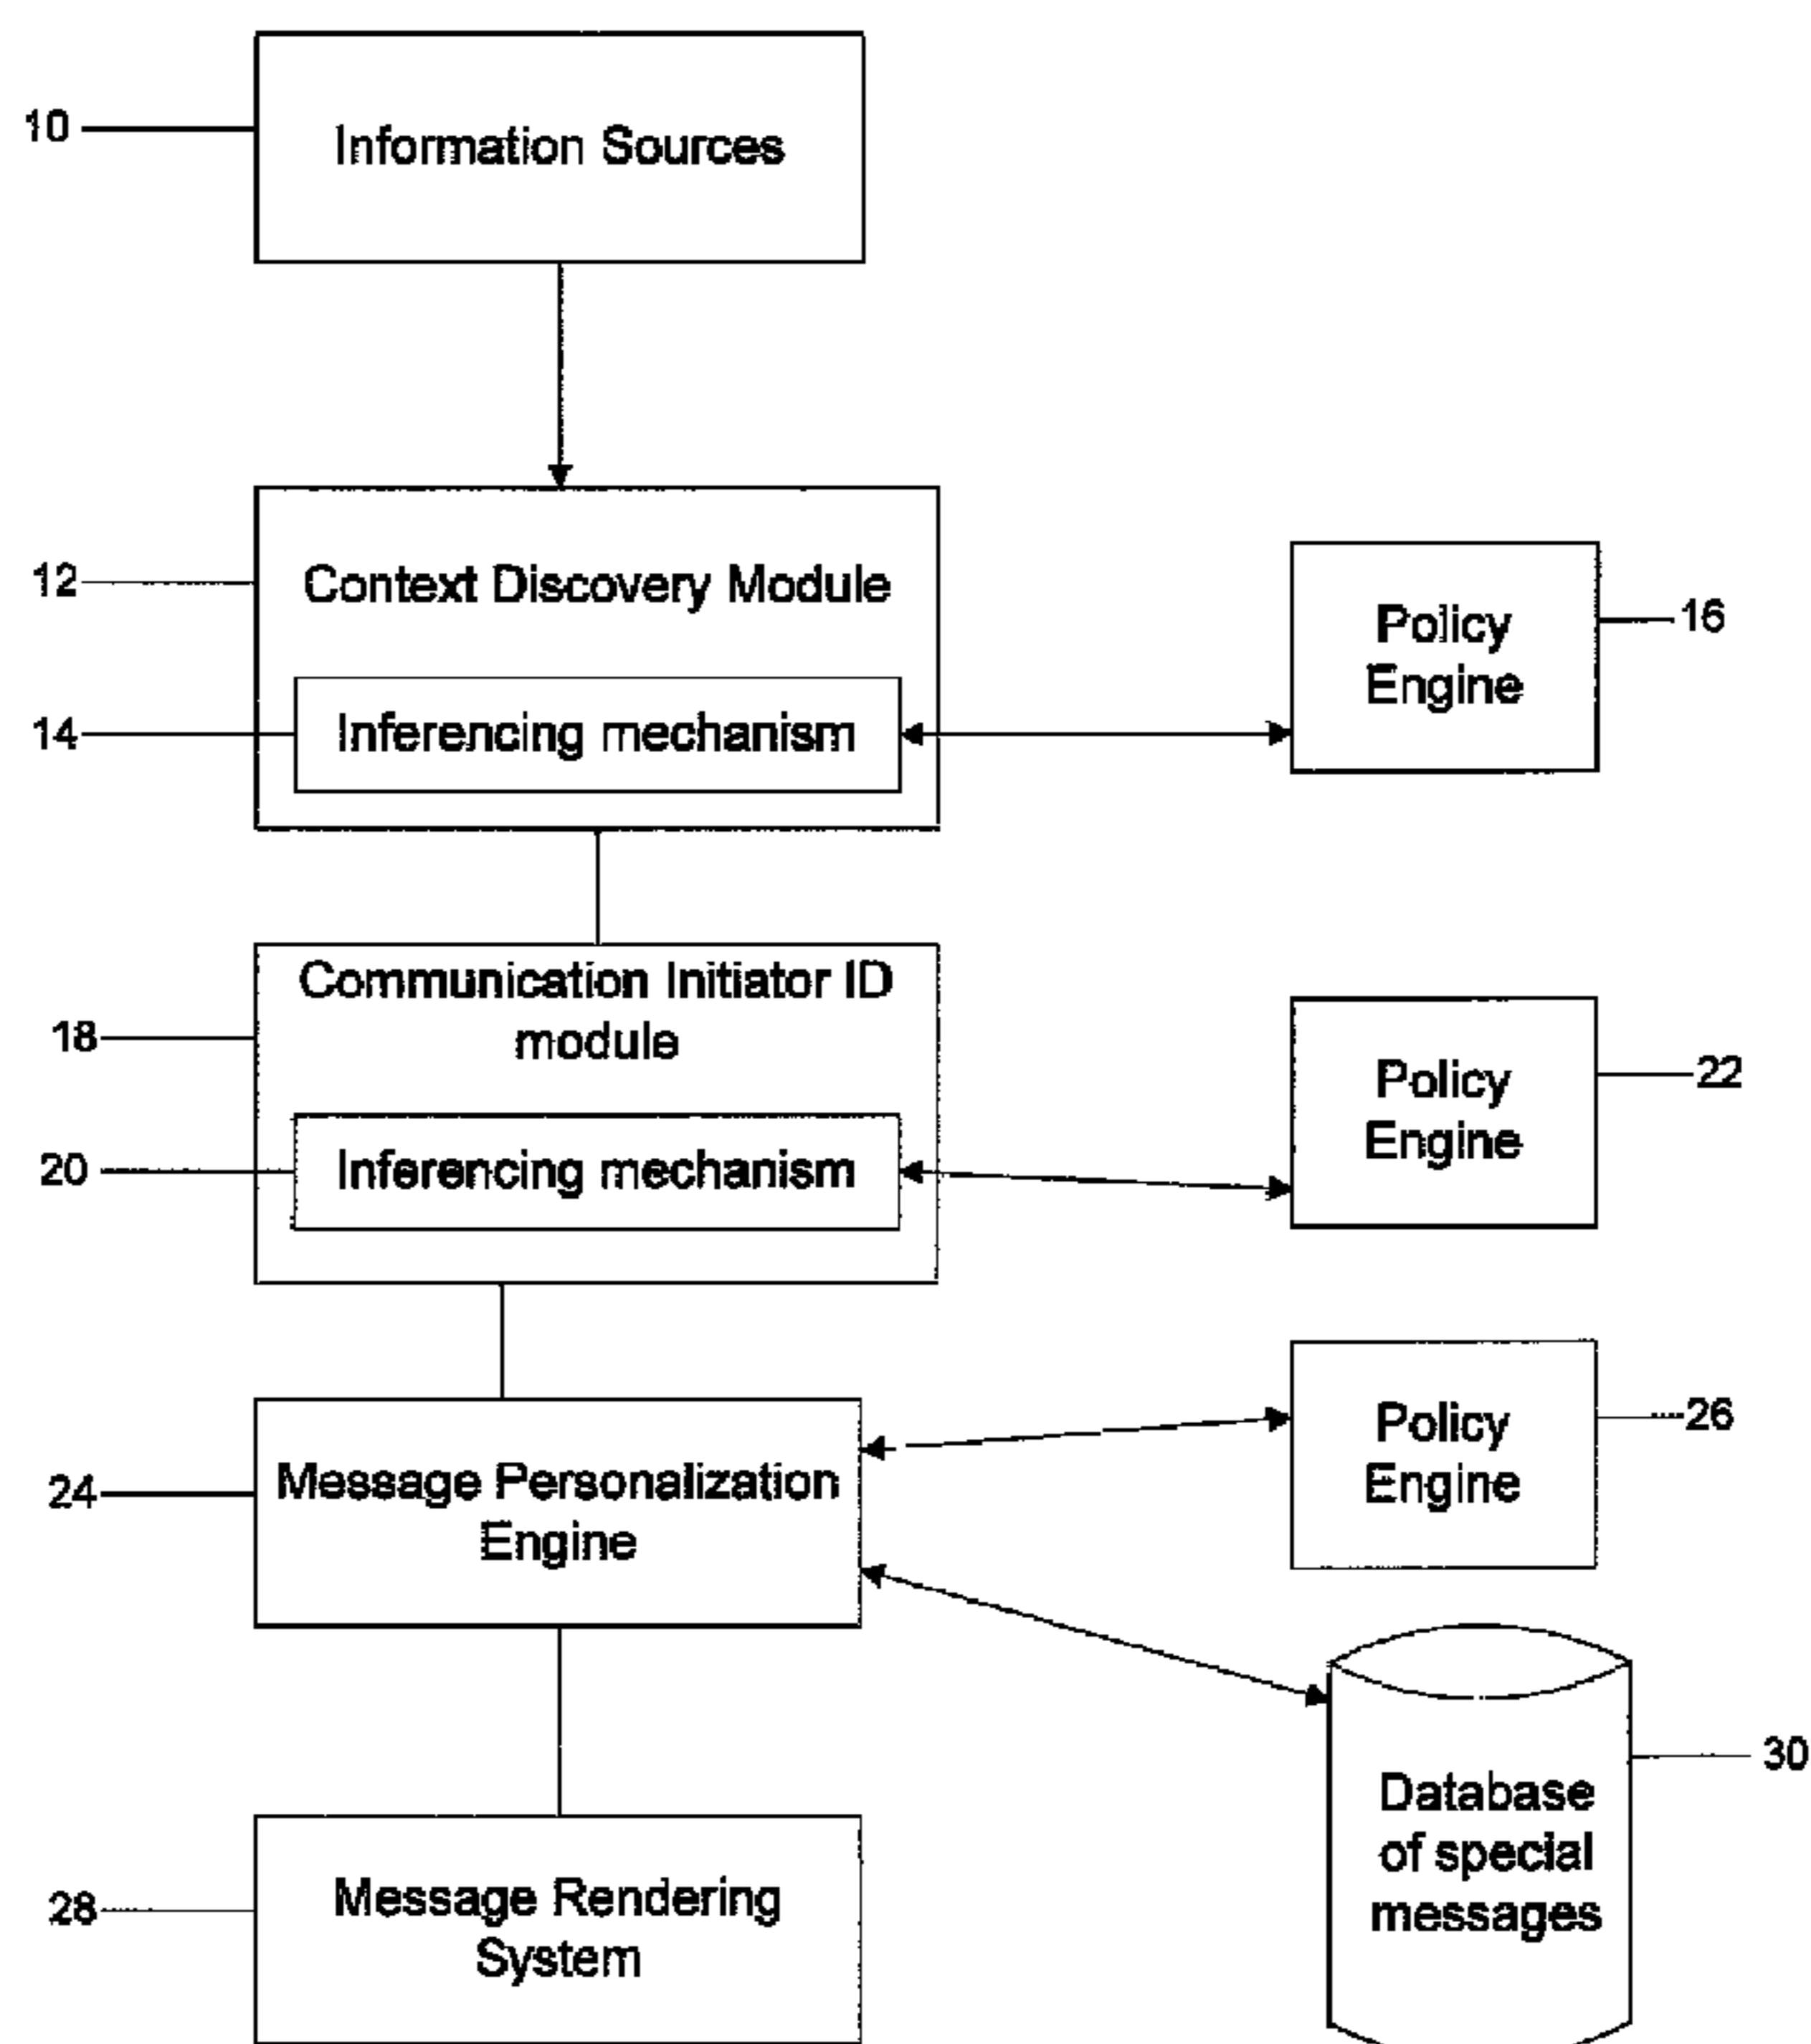 10
Information Sources
12
Context Discovery Module
Policy
Engine
16
14
Inferencing mechanism
Communication Initiator ID
module
18
Policy
Engine
22
20
Inferencing mechanism
24
Message Personalization
Engine
Policy
Engine
26
Database
of special
messages
30
28
Message Rendering
System